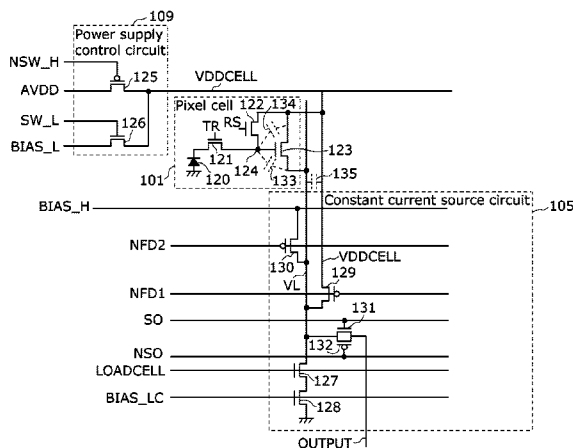 109
Power supply
control circuit
NSW_H
125
VDDCELL
AVDD
Pixel cell
122
134
SW_L
126
RS
TR
123
BIAS_L
121
124
120
133
135
101
BIAS_H
Constant current source circuit
105
NFD2
130
VDDCELL
129
VL
NFD1
131
SO
132
NSO
LOADCELL
127
BIAS_LC
128
OUTPUT